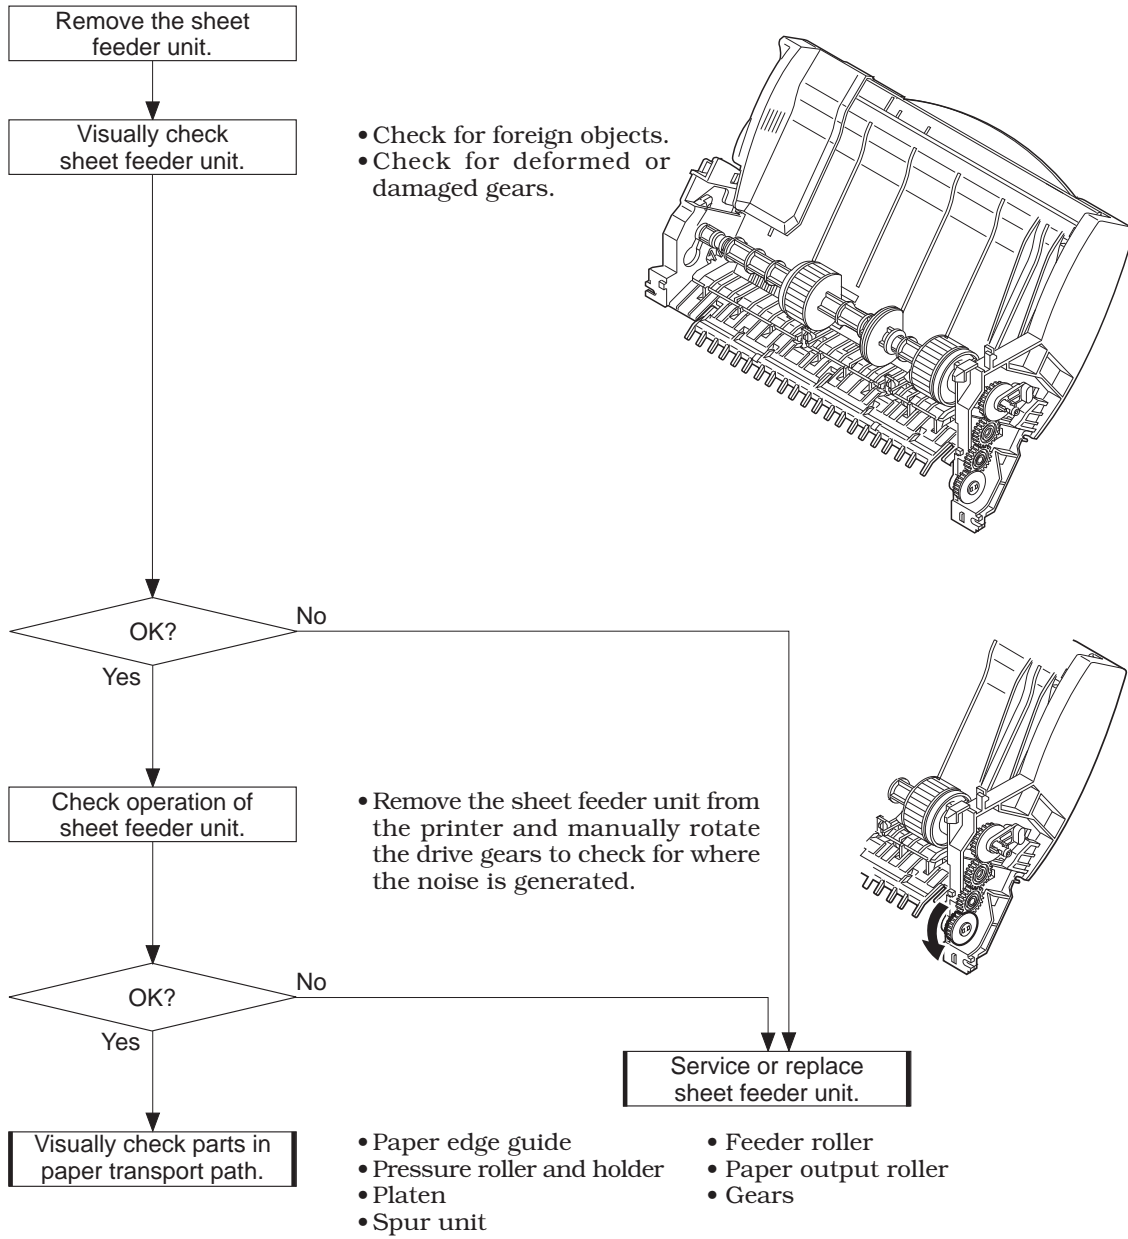 Remove the sheet
feeder unit.
Visually check
sheet feeder unit.
• Check for foreign objects.
• Check for deformed or
damaged gears.
OK?
No
Yes
Check operation of
sheet feeder unit.
• Remove the sheet feeder unit from
the printer and manually rotate
the drive gears to check for where
the noise is generated.
OK?
No
Yes
Service or replace
sheet feeder unit.
Visually check parts in
paper transport path.
• Paper edge guide
• Pressure roller and holder
• Platen
• Spur unit
• Feeder roller
• Paper output roller
• Gears